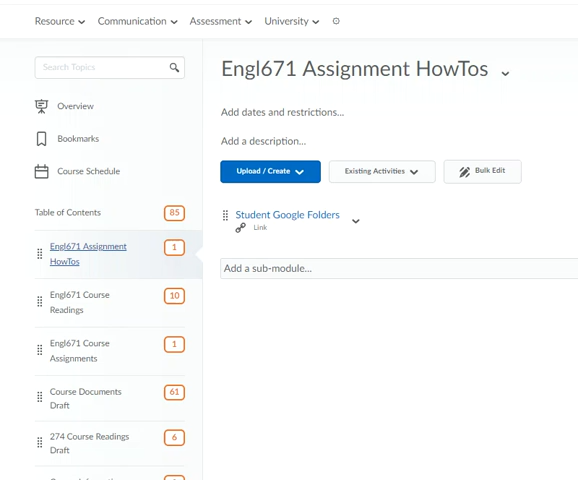 Resource Communication Assessment University
Search Topics
Overview
Bookmarks
Course Schedule
Table of Contents 85
Engl671 Assignment
HowTos
1
Engl671 Course
Readings
10
Engl671 Course
Assignments
1
Course Documents
Draft
61
274 Course Readings
Draft
6
Engl671 Assignment HowTos
Add dates and restrictions...
Add a description...
Upload / Create Existing Activities Bulk Edit
Student Google Folders
Link
Add a sub-module...